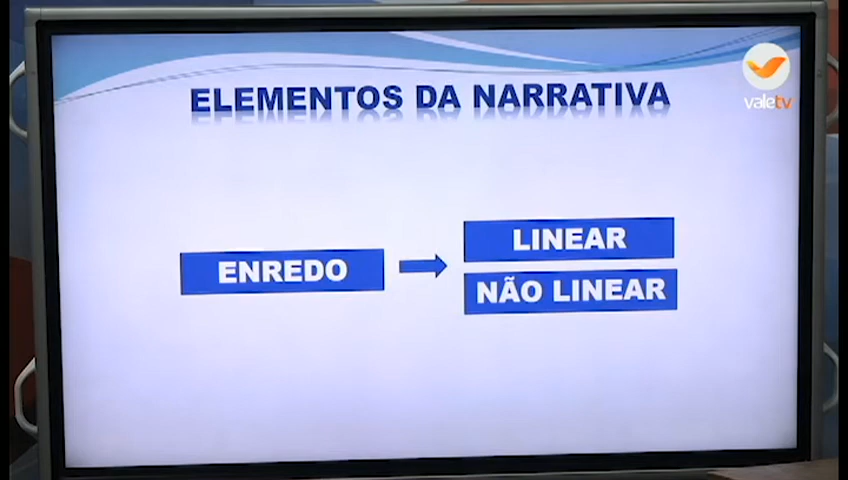 ELEMENTOS DA NARRATIVA
valetv
ENREDO
LINEAR
NÃO LINEAR